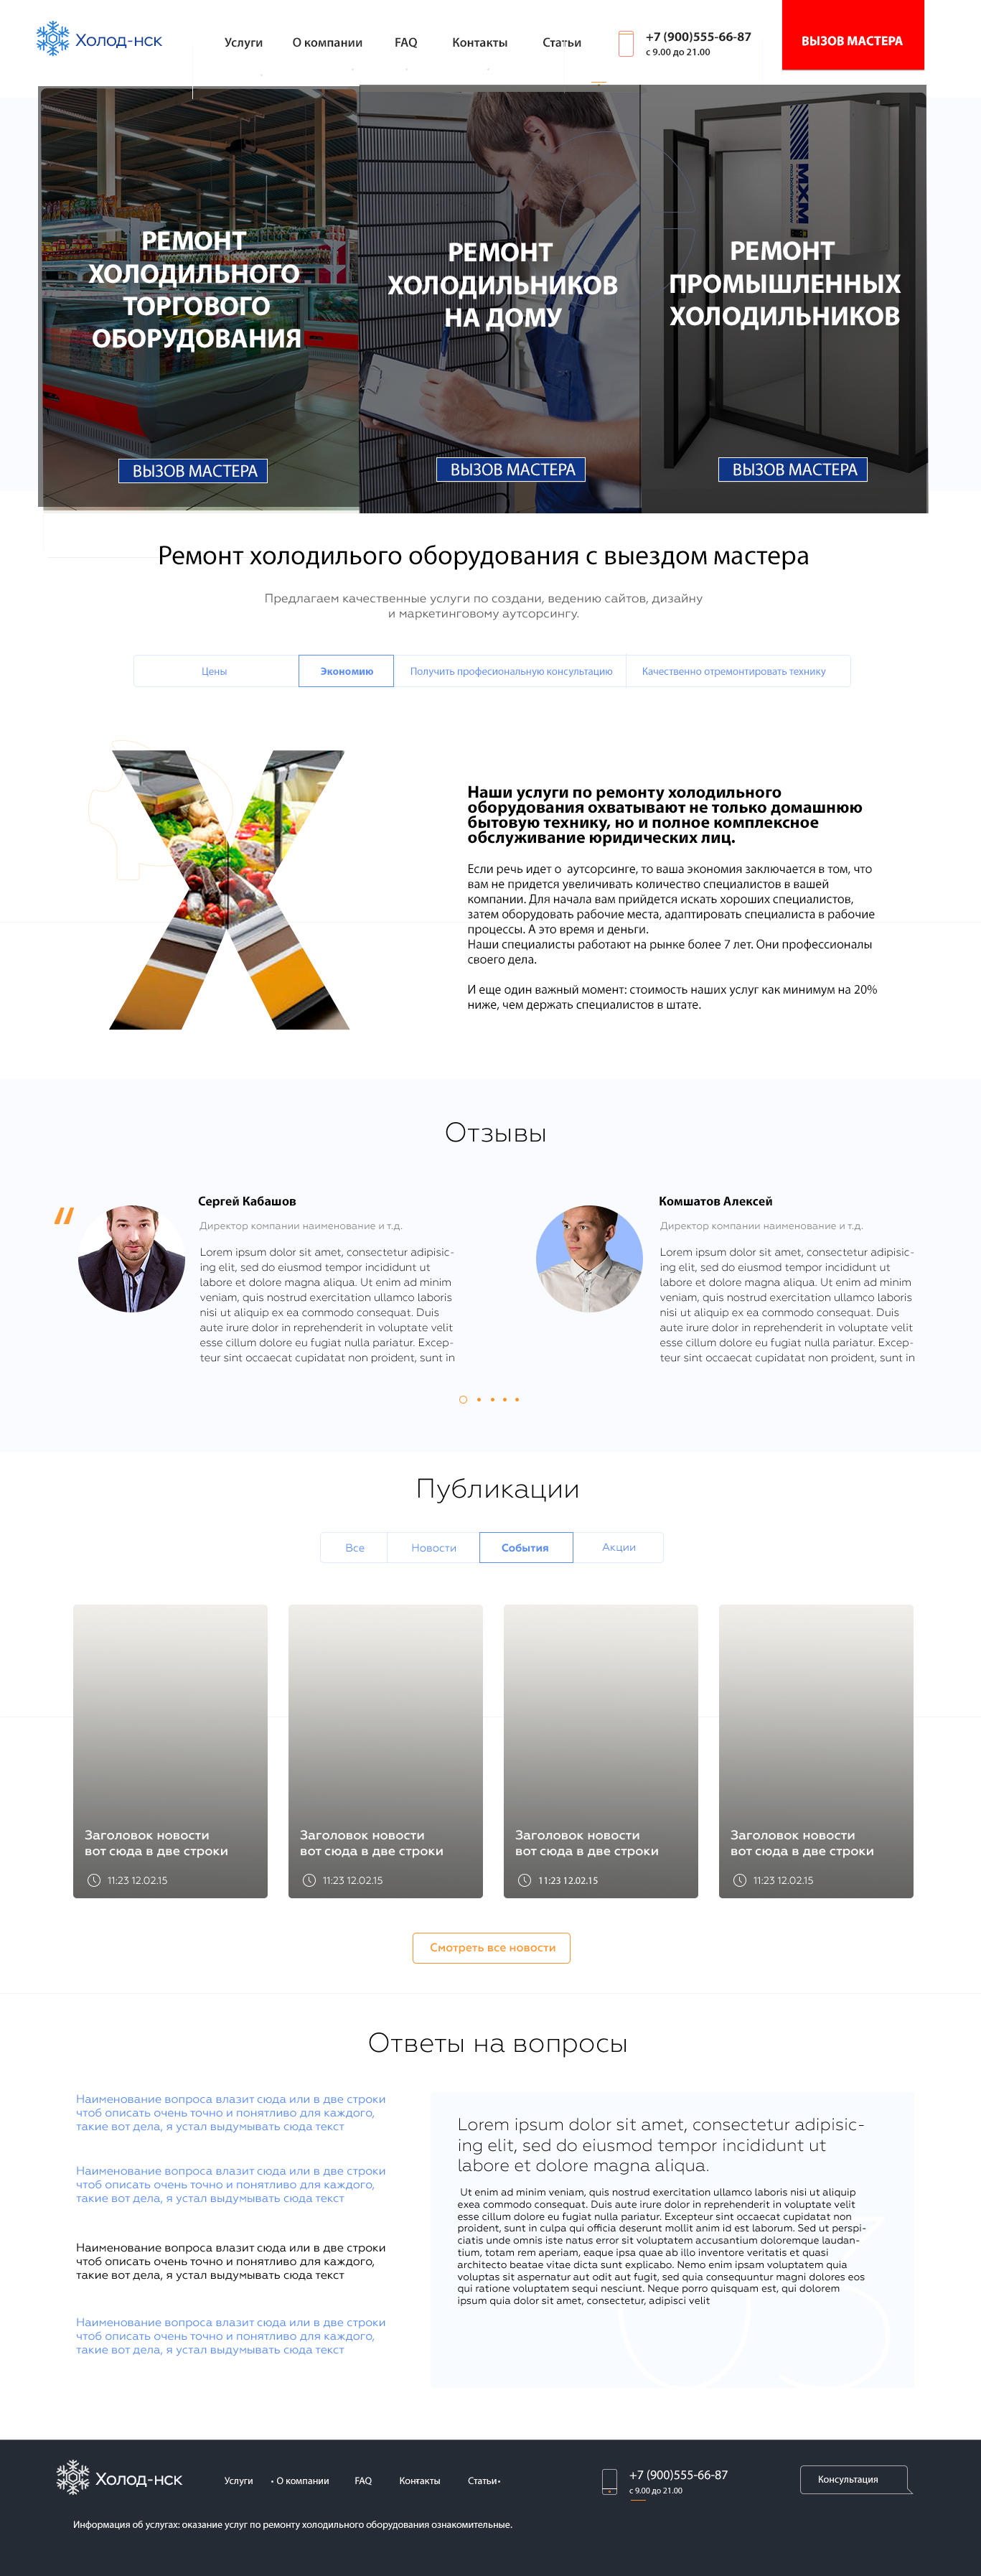 Холод-нск
Услуги
О компании
FAQ
Контакты
Статьи
+7 (900)555-66-87
с 9.00 до 21.00
ВЫЗОВ МАСТЕРА
РЕМОНТ
ХОЛОДИЛЬНОГО
ТОРГОВОГО
ОБОРУДОВАНИЯ
ВЫЗОВ МАСТЕРА
РЕМОНТ
ХОЛОДИЛЬНИКОВ
НА ДОМУ
ВЫЗОВ МАСТЕРА
МХМ
РЕМОНТ
ПРОМЫШЛЕННЫХ
ХОЛОДИЛЬНИКОВ
ВЫЗОВ МАСТЕРА
Ремонт холодилього оборудования с выездом мастера
Предлагаем качественные услуги по создани, ведению сайтов, дизайну
и маркетинговому аутсорсингу.
Цены
Экономию
Получить професиональную консультацию
Качественно отремонтировать технику
Наши услуги по ремонту холодильного
оборудования охватывают не только домашнюю
бытовую технику, но и полное комплексное
обслуживание юридических лиц.
Если речь идет о  аутсорсинге, то ваша экономия заключается в том, что
вам не придется увеличивать количество специалистов в вашей
компании. Для начала вам прийдется искать хороших специалистов,
затем оборудовать рабочие места, адаптировать специалиста в рабочие
процессы. А это время и деньги.
Наши специалисты работают на рынке более 7 лет. Они профессионалы
своего дела.
И еще один важный момент: стоимость наших услуг как минимум на 20%
ниже, чем держать специалистов в штате.
Отзывы
Сергей Кабашов
Директор компании наименование и т.д.
Lorem ipsum dolor sit amet, consectetur adipisic-
ing elit, sed do eiusmod tempor incididunt ut
labore et dolore magna aliqua. Ut enim ad minim
veniam, quis nostrud exercitation ullamco laboris
nisi ut aliquip ex ea commodo consequat. Duis
aute irure dolor in reprehenderit in voluptate velit
esse cillum dolore eu fugiat nulla pariatur. Excep-
teur sint occaecat cupidatat non proident, sunt in
Комшатов Алексей
Директор компании наименование и т.д.
Lorem ipsum dolor sit amet, consectetur adipisic-
ing elit, sed do eiusmod tempor incididunt ut
labore et dolore magna aliqua. Ut enim ad minim
veniam, quis nostrud exercitation ullamco laboris
nisi ut aliquip ex ea commodo consequat. Duis
aute irure dolor in reprehenderit in voluptate velit
esse cillum dolore eu fugiat nulla pariatur. Excep-
teur sint occaecat cupidatat non proident, sunt in
Публикации
Все
Новости
События
Акции
Заголовок новости
вот сюда в две строки
11:23 12.02.15
Заголовок новости
вот сюда в две строки
11:23 12.02.15
Заголовок новости
вот сюда в две строки
11:23 12.02.15
Заголовок новости
вот сюда в две строки
11:23 12.02.15
Смотреть все новости
Ответы на вопросы
Наименование вопроса влазит сюда или в две строки
чтоб описать очень точно и понятливо для каждого,
такие вот дела, я устал выдумывать сюда текст
Наименование вопроса влазит сюда или в две строки
чтоб описать очень точно и понятливо для каждого,
такие вот дела, я устал выдумывать сюда текст
Наименование вопроса влазит сюда или в две строки
чтоб описать очень точно и понятливо для каждого,
такие вот дела, я устал выдумывать сюда текст
Наименование вопроса влазит сюда или в две строки
чтоб описать очень точно и понятливо для каждого,
такие вот дела, я устал выдумывать сюда текст
03
Lorem ipsum dolor sit amet, consectetur adipisic-
ing elit, sed do eiusmod tempor incididunt ut
labore et dolore magna aliqua.
Ut enim ad minim veniam, quis nostrud exercitation ullamco laboris nisi ut aliquip
exea commodo consequat. Duis aute irure dolor in reprehenderit in voluptate velit
esse cillum dolore eu fugiat nulla pariatur. Excepteur sint occaecat cupidatat non
proident, sunt in culpa qui officia deserunt mollit anim id est laborum. Sed ut perspi-
ciatis unde omnis iste natus error sit voluptatem accusantium doloremque laudan-
tium, totam rem aperiam, eaque ipsa quae ab illo inventore veritatis et quasi
architecto beatae vitae dicta sunt explicabo. Nemo enim ipsam voluptatem quia
voluptas sit aspernatur aut odit aut fugit, sed quia consequuntur magni dolores eos
qui ratione voluptatem sequi nesciunt. Neque porro quisquam est, qui dolorem
ipsum quia dolor sit amet, consectetur, adipisci velit
Холод-нск
Услуги
О компании
FAQ
Контакты
Статьи
+7 (900)555-66-87
с 9.00 до 21.00
Консультация
Информация об услугах: оказание услуг по ремонту холодильного оборудования ознакомительные.